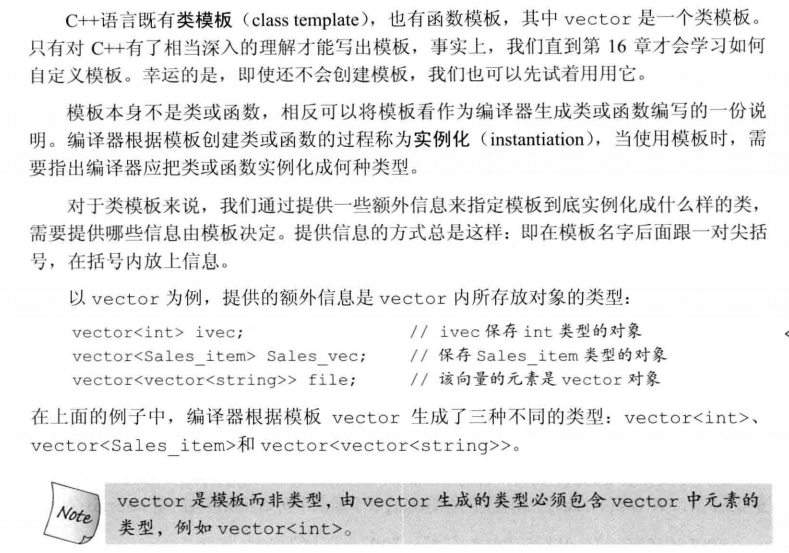 C++语言既有类模板（class template），也有函数模板，其中 vector 是一个类模板。
只有对 C++有了相当深入的理解才能写出模板，事实上，我们直到第 16 章才会学习如何
自定义模板。幸运的是，即使还不会创建模板，我们也可以先试着用用它。
模板本身不是类或函数，相反可以将模板看作为编译器生成类或函数编写的一份说
明。编译器根据模板创建类或函数的过程称为实例化（instantiation），当使用模板时，需
要指出编译器应把类或函数实例化成何种类型。
对于类模板来说，我们通过提供一些额外信息来指定模板到底实例化成什么样的类，
需要提供哪些信息由模板决定。提供信息的方式总是这样：即在模板名字后面跟一对尖括
号，在括号内放上信息。
以 vector 为例，提供的额外信息是 vector 内所存放对象的类型：
vector<int> ivec; // ivec 保存 int 类型的对象
vector<Sales_item> Sales_vec; // 保存 Sales_item 类型的对象
vector<vector<string>> file; // 该向量的元素是 vector 对象
在上面的例子中，编译器根据模板 vector 生成了三种不同的类型：vector<int>、
vector<Sales_item>和 vector<vector<string>>。
Note
vector 是模板而非类型，由 vector 生成的类型必须包含 vector 中元素的
类型，例如 vector<int>。